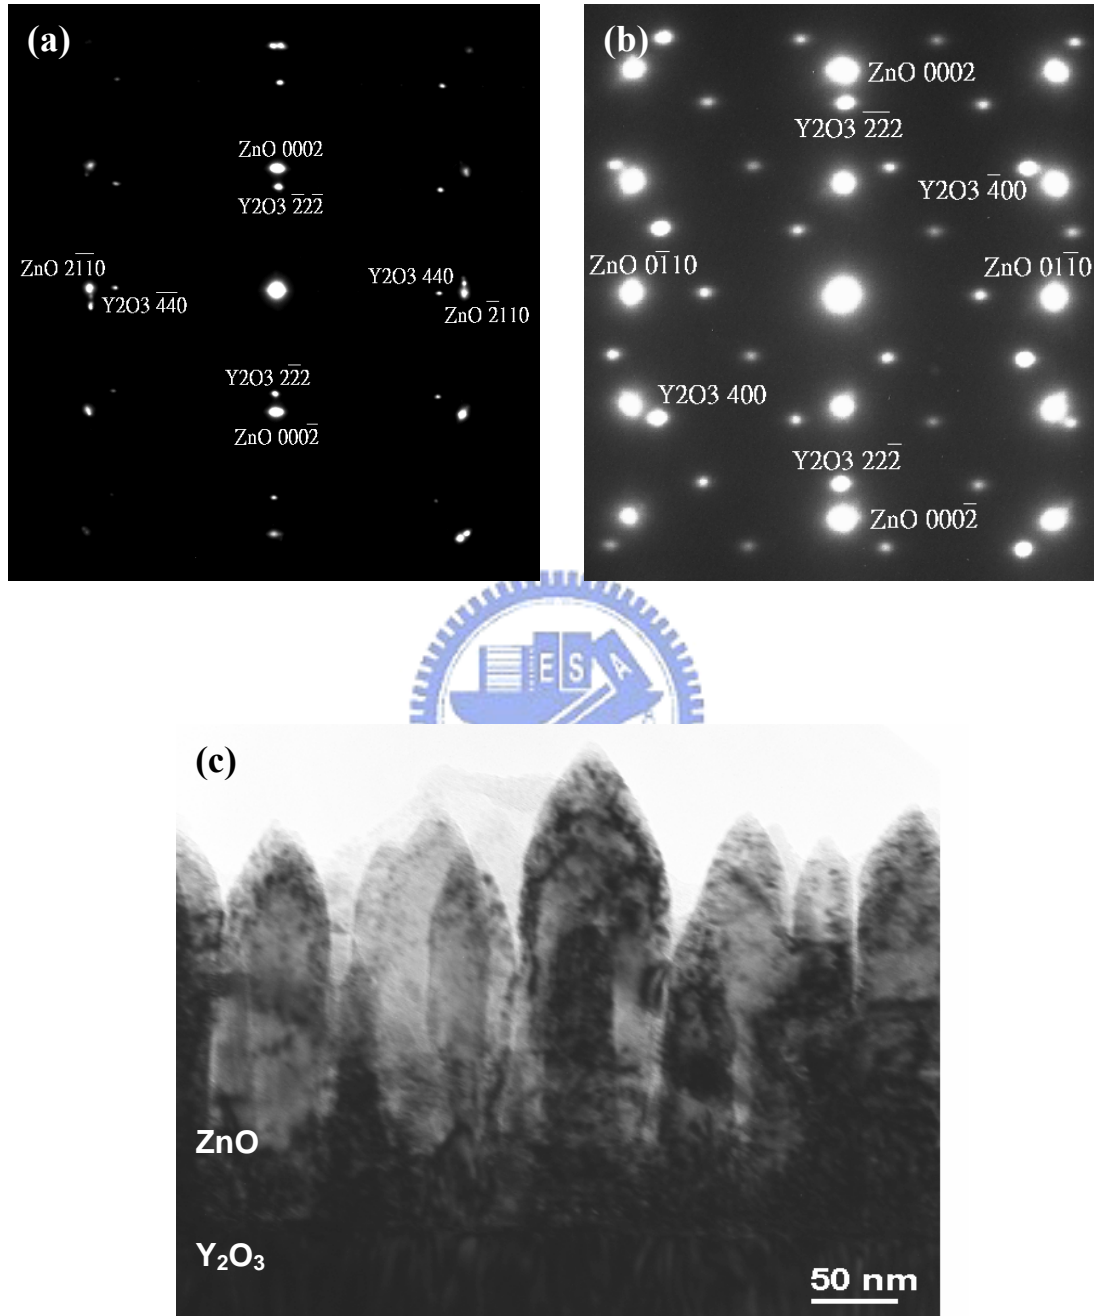 (a)
ZnO 0002
Y2O3 2̅22̅
ZnO 21̅1̅0
Y2O3 4̅4̅0
Y2O3 440
ZnO 2̅110
Y2O3 22̅2
ZnO 0002̅
(b)
ZnO 0002
Y2O3 2̅2̅2
Y2O3 4̅00
ZnO 01̅10
ZnO 011̅0
Y2O3 400
Y2O3 222̅
ZnO 0002̅
E S A
(c)
ZnO
Y₂O₃
50 nm